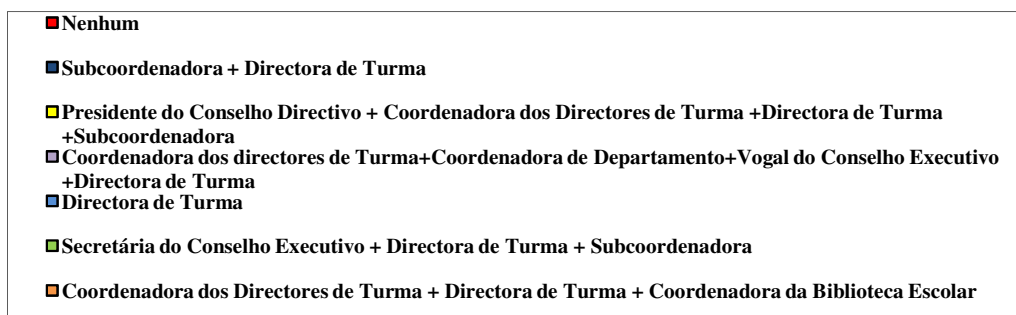 Nenhum
Subcoordenadora + Directora de Turma
Presidente do Conselho Directivo + Coordenadora dos Directores de Turma +Directora de Turma
+Subcoordenadora
Coordenadora dos directores de Turma+Coordenadora de Departamento+Vogal do Conselho Executivo
+Directora de Turma
Directora de Turma
Secretária do Conselho Executivo + Directora de Turma + Subcoordenadora
Coordenadora dos Directores de Turma + Directora de Turma + Coordenadora da Biblioteca Escolar